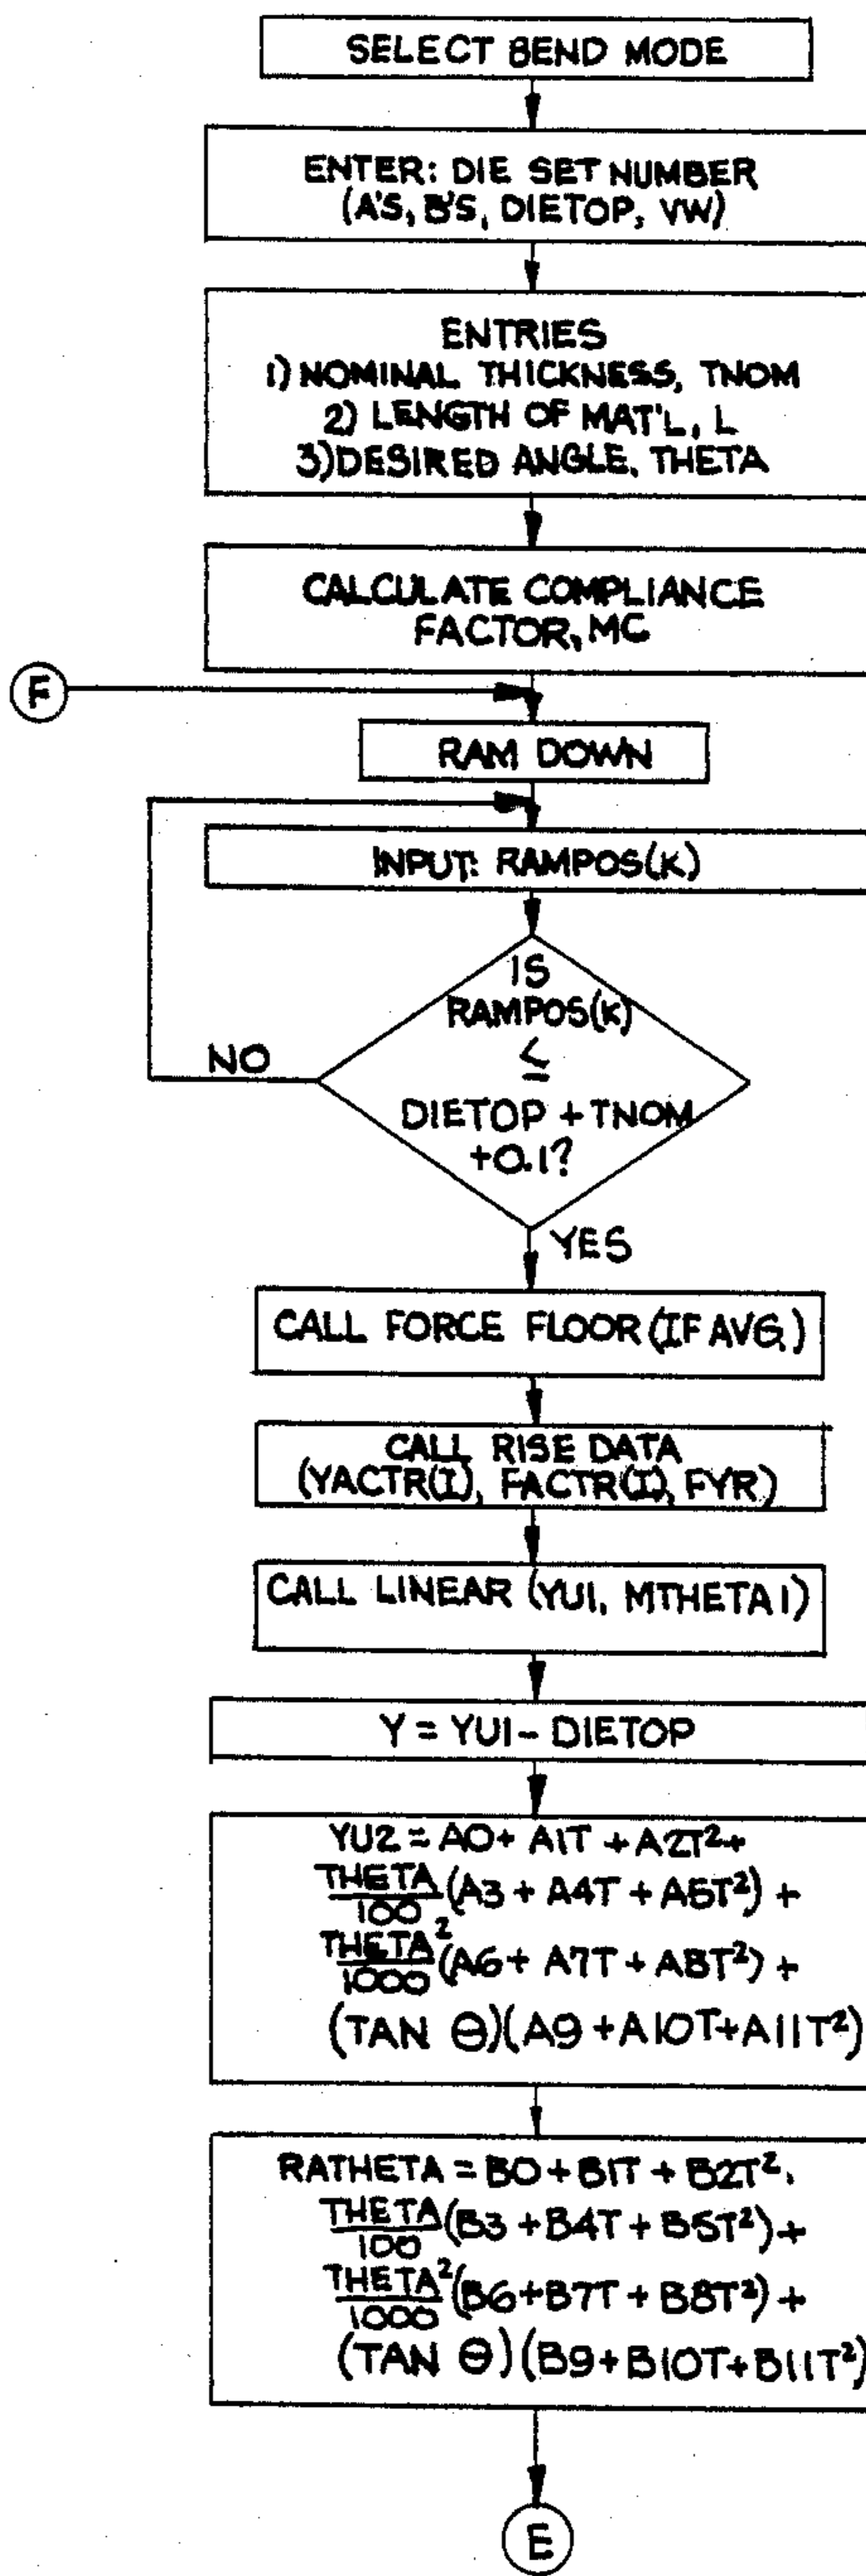 SELECT BEND MODE
ENTER: DIE SET NUMBER
(A'S, B'S, DIETOP, VW)
ENTRIES
1) NOMINAL THICKNESS, TNOM
2) LENGTH OF MAT'L, L
3) DESIRED ANGLE, THETA
CALCULATE COMPLIANCE
FACTOR, MC
F
RAM DOWN
INPUT: RAMPOS(K)
IS
RAMPOS(K)
≤
DIETOP + TNOM
+0.1?
NO
YES
CALL FORCE FLOOR (IF AVG.)
CALL RISE DATA
(YACTR(I), FACTR(I), FYR)
CALL LINEAR (YU1, MTHETA1)
Y = YU1 - DIETOP
YU2 = A0 + A1T + A2T² +
THETA/100 (A3 + A4T + A5T²) +
THETA²/1000 (A6 + A7T + A8T²) +
(TAN Θ)(A9 + A10T + A11T²)
RATHETA = B0 + B1T + B2T².
THETA/100 (B3 + B4T + B5T²) +
THETA²/1000 (B6 + B7T + B8T²) +
(TAN Θ)(B9 + B10T + B11T²)
E